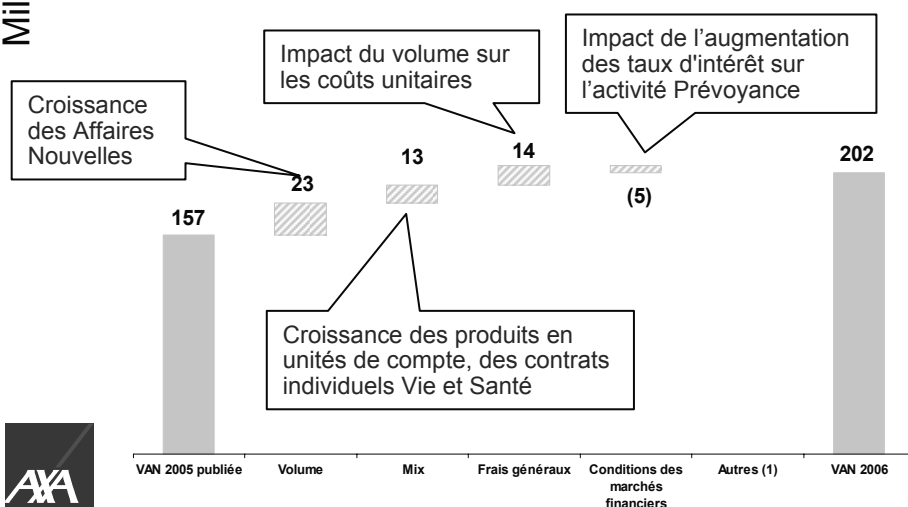 Mil
Impact du volume sur
les coûts unitaires
Impact de l’augmentation
des taux d'intérêt sur
l’activité Prévoyance
Croissance
des Affaires
Nouvelles
157
23
13
14
(5)
202
Croissance des produits en
unités de compte, des contrats
individuels Vie et Santé
VAN 2005 publiée
Volume
Mix
Frais généraux
Conditions des
marchés
financiers
Autres (1)
VAN 2006
AXA